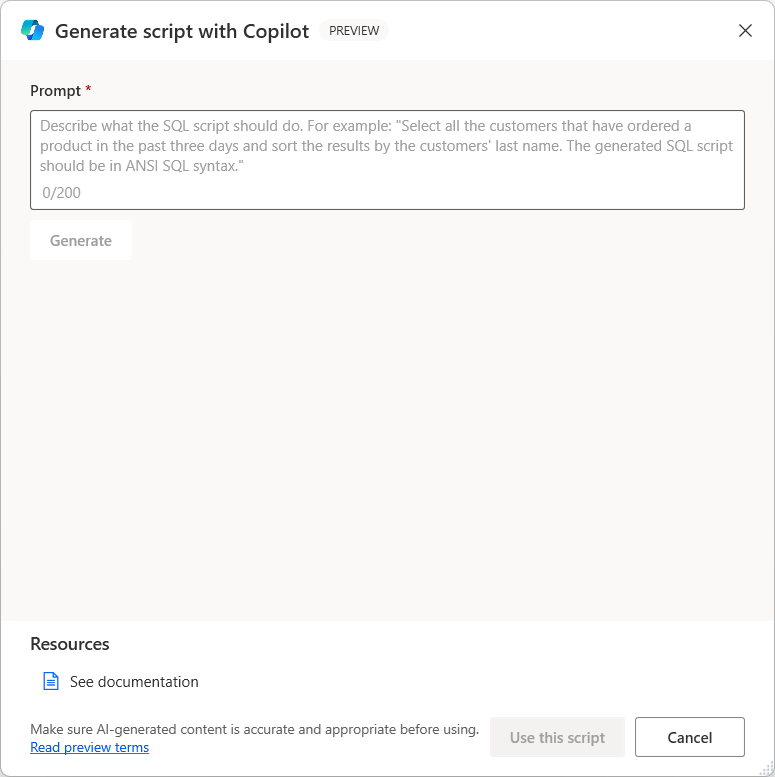 Generate script with Copilot PREVIEW
Prompt *
Describe what the SQL script should do. For example: "Select all the customers that have ordered a
product in the past three days and sort the results by the customers' last name. The generated SQL script
should be in ANSI SQL syntax."
0/200
Generate
Resources
See documentation
Make sure AI-generated content is accurate and appropriate before using.
Read preview terms
Use this script
Cancel